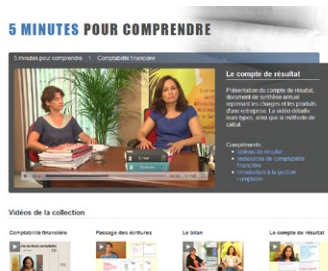 5 MINUTES POUR COMPRENDRE
5 minutes pour comprendre \ Comptabilité financière
Le compte de résultat
Présentation du compte de résultat,
document de synthèse annuel
reprenant les charges et les produits
d'une entreprise. La vidéo détaille
leurs types, ainsi que la méthode de
calcul.
Compléments
tableau de résultat
ressources de comptabilité
financière
introduction à la gestion
comptable
Vidéos de la collection
Comptabilité financière
Passage des écritures
Le bilan
Le compte de résultat